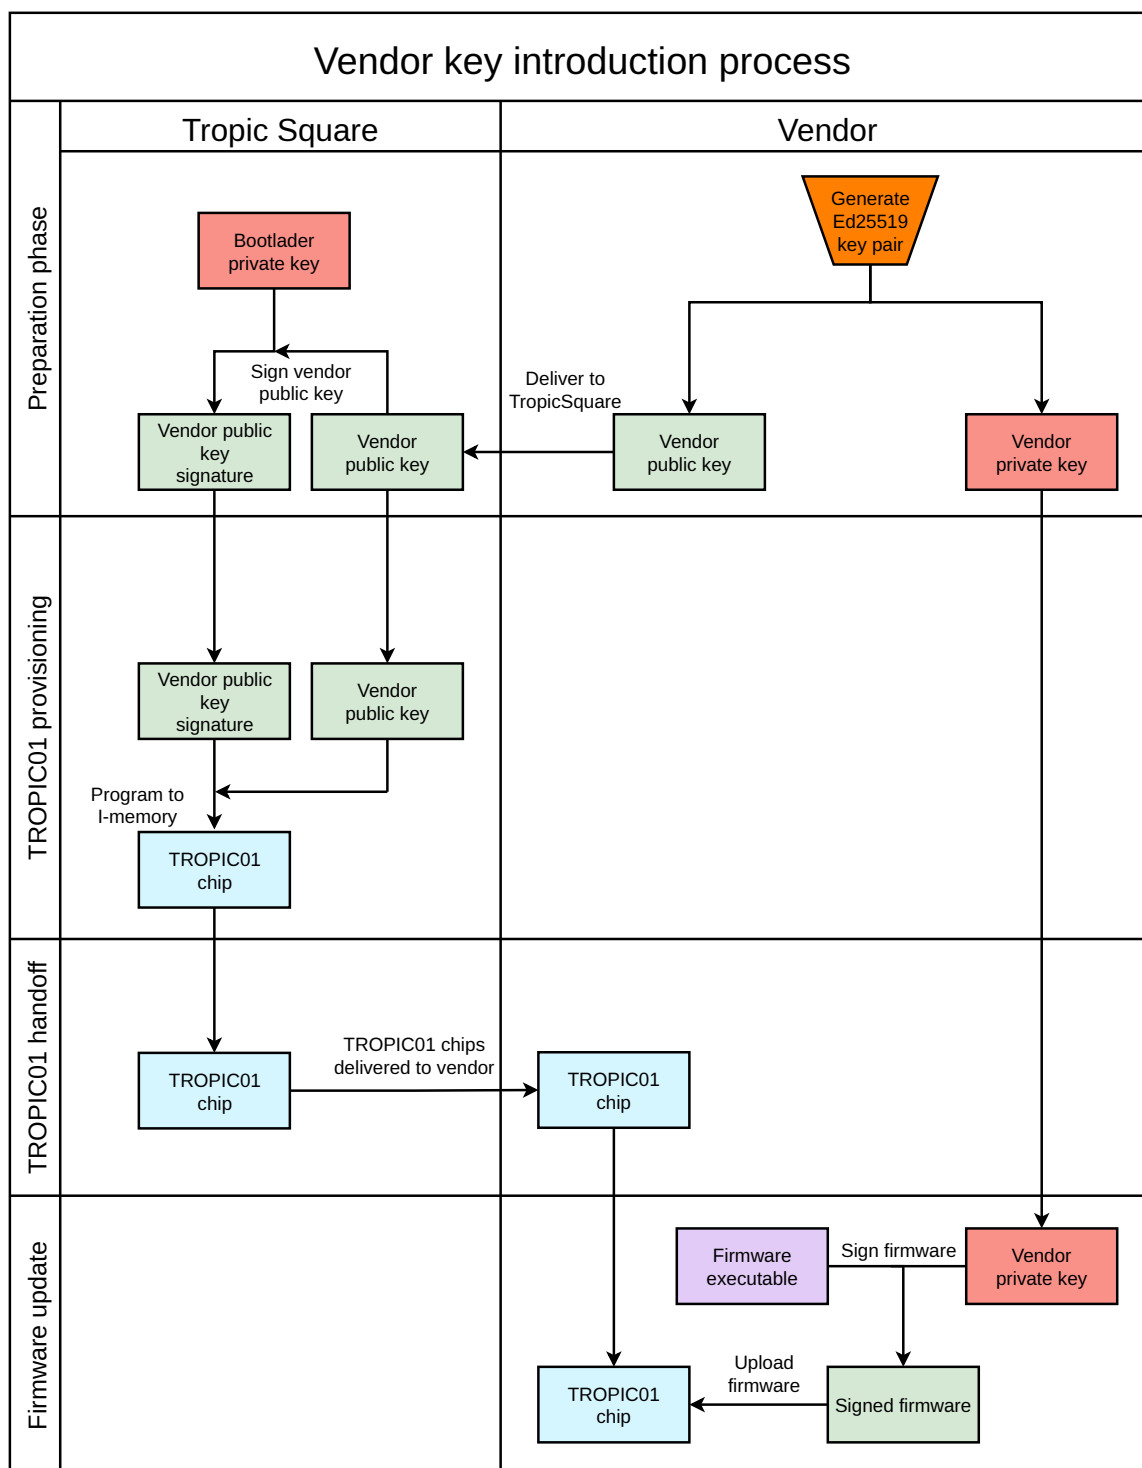 Vendor key introduction process
Tropic Square
Vendor
Preparation phase
Generate
Ed25519
key pair
Bootlader
private key
Sign vendor
public key
Deliver to
TropicSquare
Vendor public
key
signature
Vendor
public key
Vendor
public key
Vendor
private key
TROPIC01 provisioning
Vendor public
key
signature
Vendor
public key
Program to
I-memory
TROPIC01
chip
TROPIC01 handoff
TROPIC01
chip
TROPIC01 chips
delivered to vendor
TROPIC01
chip
Firmware update
Firmware
executable
Sign firmware
Vendor
private key
TROPIC01
chip
Upload
firmware
Signed firmware